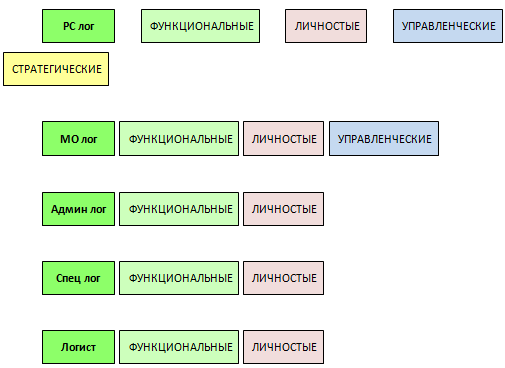 РС лог ФУНКЦИОНАЛЬНЫЕ ЛИЧНОСТЫЕ УПРАВЛЕНЧЕСКИЕ
СТРАТЕГИЧЕСКИЕ
МО лог ФУНКЦИОНАЛЬНЫЕ ЛИЧНОСТЫЕ УПРАВЛЕНЧЕСКИЕ
Админ лог ФУНКЦИОНАЛЬНЫЕ ЛИЧНОСТЫЕ
Спец лог ФУНКЦИОНАЛЬНЫЕ ЛИЧНОСТЫЕ
Логист ФУНКЦИОНАЛЬНЫЕ ЛИЧНОСТЫЕ